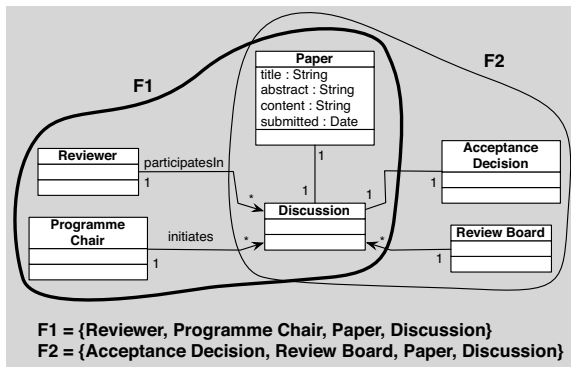 F1
F2
Paper
title : String
abstract : String
content : String
submitted : Date
Reviewer
participatesIn
1
*
1
1
1
Acceptance
Decision
1
Discussion
Programme
Chair
initiates
1
*
*
Review Board
1
F1 = {Reviewer, Programme Chair, Paper, Discussion}
F2 = {Acceptance Decision, Review Board, Paper, Discussion}